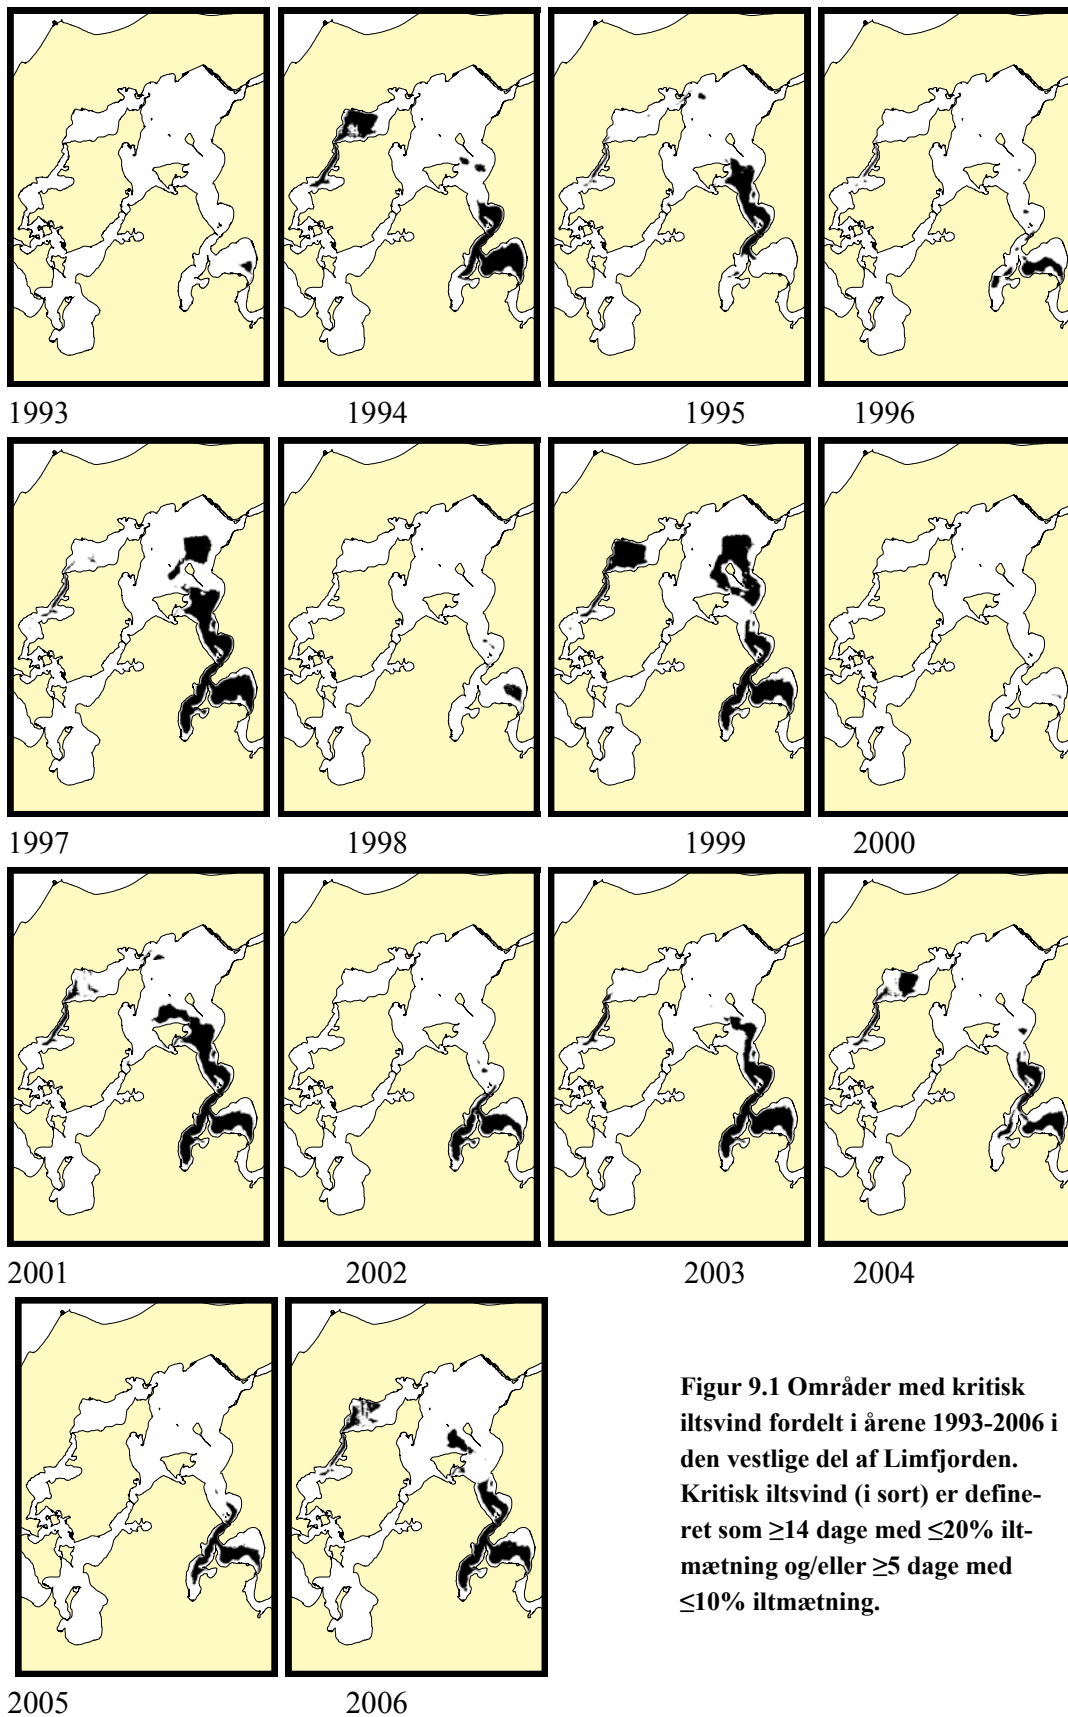 1993 1994 1995 1996
1997 1998 1999 2000
2001 2002 2003 2004
Figur 9.1 Områder med kritisk
iltsvind fordelt i årene 1993-2006 i
den vestlige del af Limfjorden.
Kritisk iltsvind (i sort) er define-
ret som ≥14 dage med ≤20% ilt-
mætning og/eller ≥5 dage med
≤10% iltmætning.
2005 2006